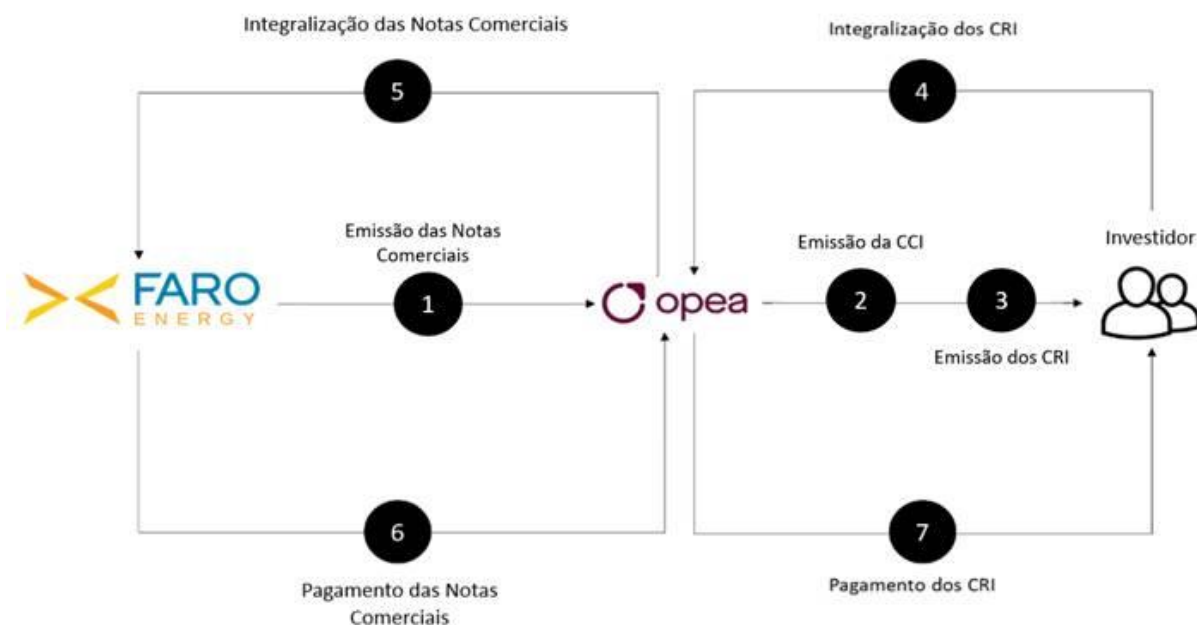 Integralização das Notas Comerciais
Integralização dos CRI
5
4
Emissão das Notas
Comerciais
Emissão da CCI
Investidor
FARO
ENERGY
1
opea
2
3
Emissão dos CRI
6
7
Pagamento das Notas
Comerciais
Pagamento dos CRI